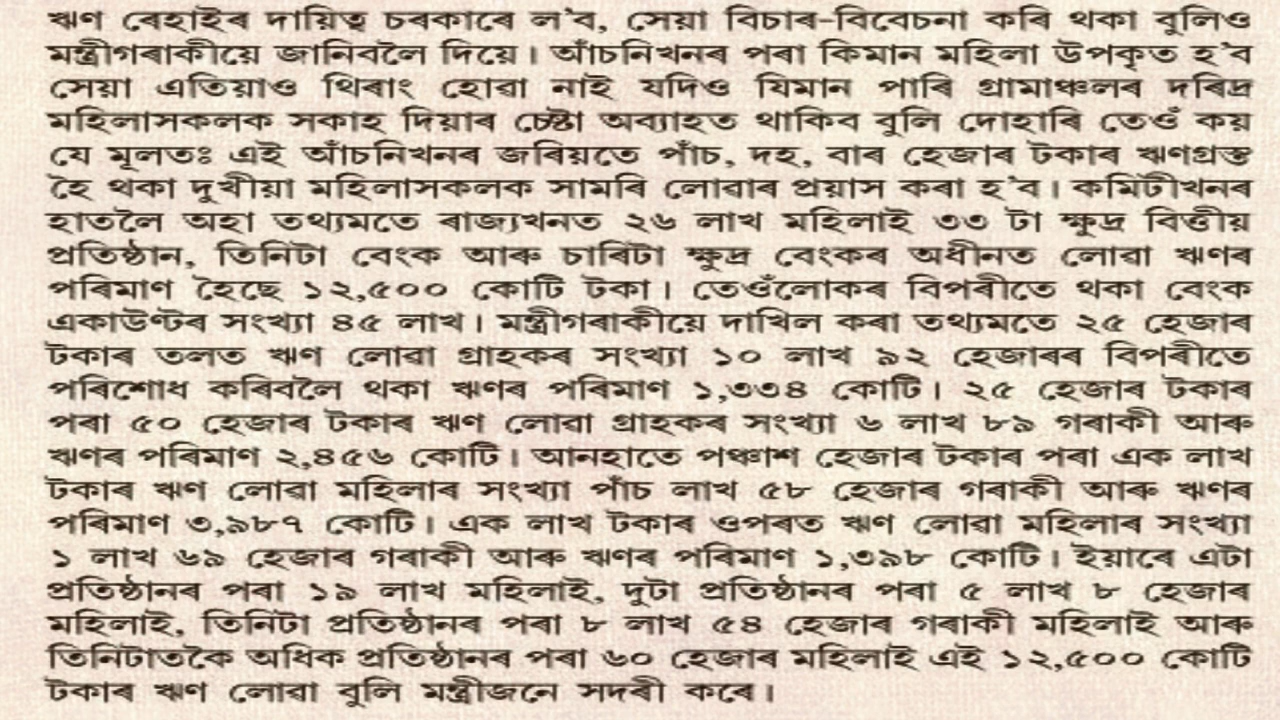 ঋণ ৰেহাইৰ দায়িত্ব চৰকাৰে ল'ব, সেয়া বিচাৰ-বিবেচনা কৰি থকা বুলিও
মন্ত্ৰীগৰাকীয়ে জানিবলৈ দিয়ে। আঁচনিখনৰ পৰা কিমান মহিলা উপকৃত হ'ব
সেয়া এতিয়াও থিৰাং হোৱা নাই যদিও যিমান পাৰি গ্ৰামাঞ্চলৰ দৰিদ্ৰ
মহিলাসকলক সকাহ দিয়াৰ চেষ্টা অব্যাহত থাকিব বুলি দোহাৰি তেওঁ কয়
যে মূলতঃ এই আঁচনিখনৰ জৰিয়তে পাঁচ, দহ, বাৰ হেজাৰ টকাৰ ঋণগ্ৰস্ত
হৈ থকা দুখীয়া মহিলাসকলক সামৰি লোৱাৰ প্ৰয়াস কৰা হ'ব। কমিটীখনৰ
হাতলৈ অহা তথ্যমতে ৰাজ্যখনত ২৬ লাখ মহিলাই ৩৩ টা ক্ষুদ্ৰ বিত্তীয়
প্ৰতিষ্ঠান, তিনিটা বেংক আৰু চাৰিটা ক্ষুদ্ৰ বেংকৰ অধীনত লোৱা ঋণৰ
পৰিমাণ হৈছে ১২,৫০০ কোটি টকা। তেওঁলোকৰ বিপৰীতে থকা বেংক
একাউণ্টৰ সংখ্যা ৪৫ লাখ। মন্ত্ৰীগৰাকীয়ে দাখিল কৰা তথ্যমতে ২৫ হেজাৰ
টকাৰ তলত ঋণ লোৱা গ্ৰাহকৰ সংখ্যা ১০ লাখ ৯২ হেজাৰৰ বিপৰীতে
পৰিশোধ কৰিবলৈ থকা ঋণৰ পৰিমাণ ১,৩৩৪ কোটি। ২৫ হেজাৰ টকাৰ
পৰা ৫০ হেজাৰ টকাৰ ঋণ লোৱা গ্ৰাহকৰ সংখ্যা ৬ লাখ ৮৯ গৰাকী আৰু
ঋণৰ পৰিমাণ ২,৪৫৬ কোটি। আনহাতে পঞ্চাশ হেজাৰ টকাৰ পৰা এক লাখ
টকাৰ ঋণ লোৱা মহিলাৰ সংখ্যা পাঁচ লাখ ৫৮ হেজাৰ গৰাকী আৰু ঋণৰ
পৰিমাণ ৩,৯৮৭ কোটি। এক লাখ টকাৰ ওপৰত ঋণ লোৱা মহিলাৰ সংখ্যা
১ লাখ ৬৯ হেজাৰ গৰাকী আৰু ঋণৰ পৰিমাণ ১,৩৯৮ কোটি। ইয়াৰে এটা
প্ৰতিষ্ঠানৰ পৰা ১৯ লাখ মহিলাই, দুটা প্ৰতিষ্ঠানৰ পৰা ৫ লাখ ৮ হেজাৰ
মহিলাই, তিনিটা প্ৰতিষ্ঠানৰ পৰা ৮ লাখ ৫৪ হেজাৰ গৰাকী মহিলাই আৰু
তিনিটাতকৈ অধিক প্ৰতিষ্ঠানৰ পৰা ৬০ হেজাৰ মহিলাই এই ১২,৫০০ কোটি
টকাৰ ঋণ লোৱা বুলি মন্ত্ৰীজনে সদৰী কৰে।